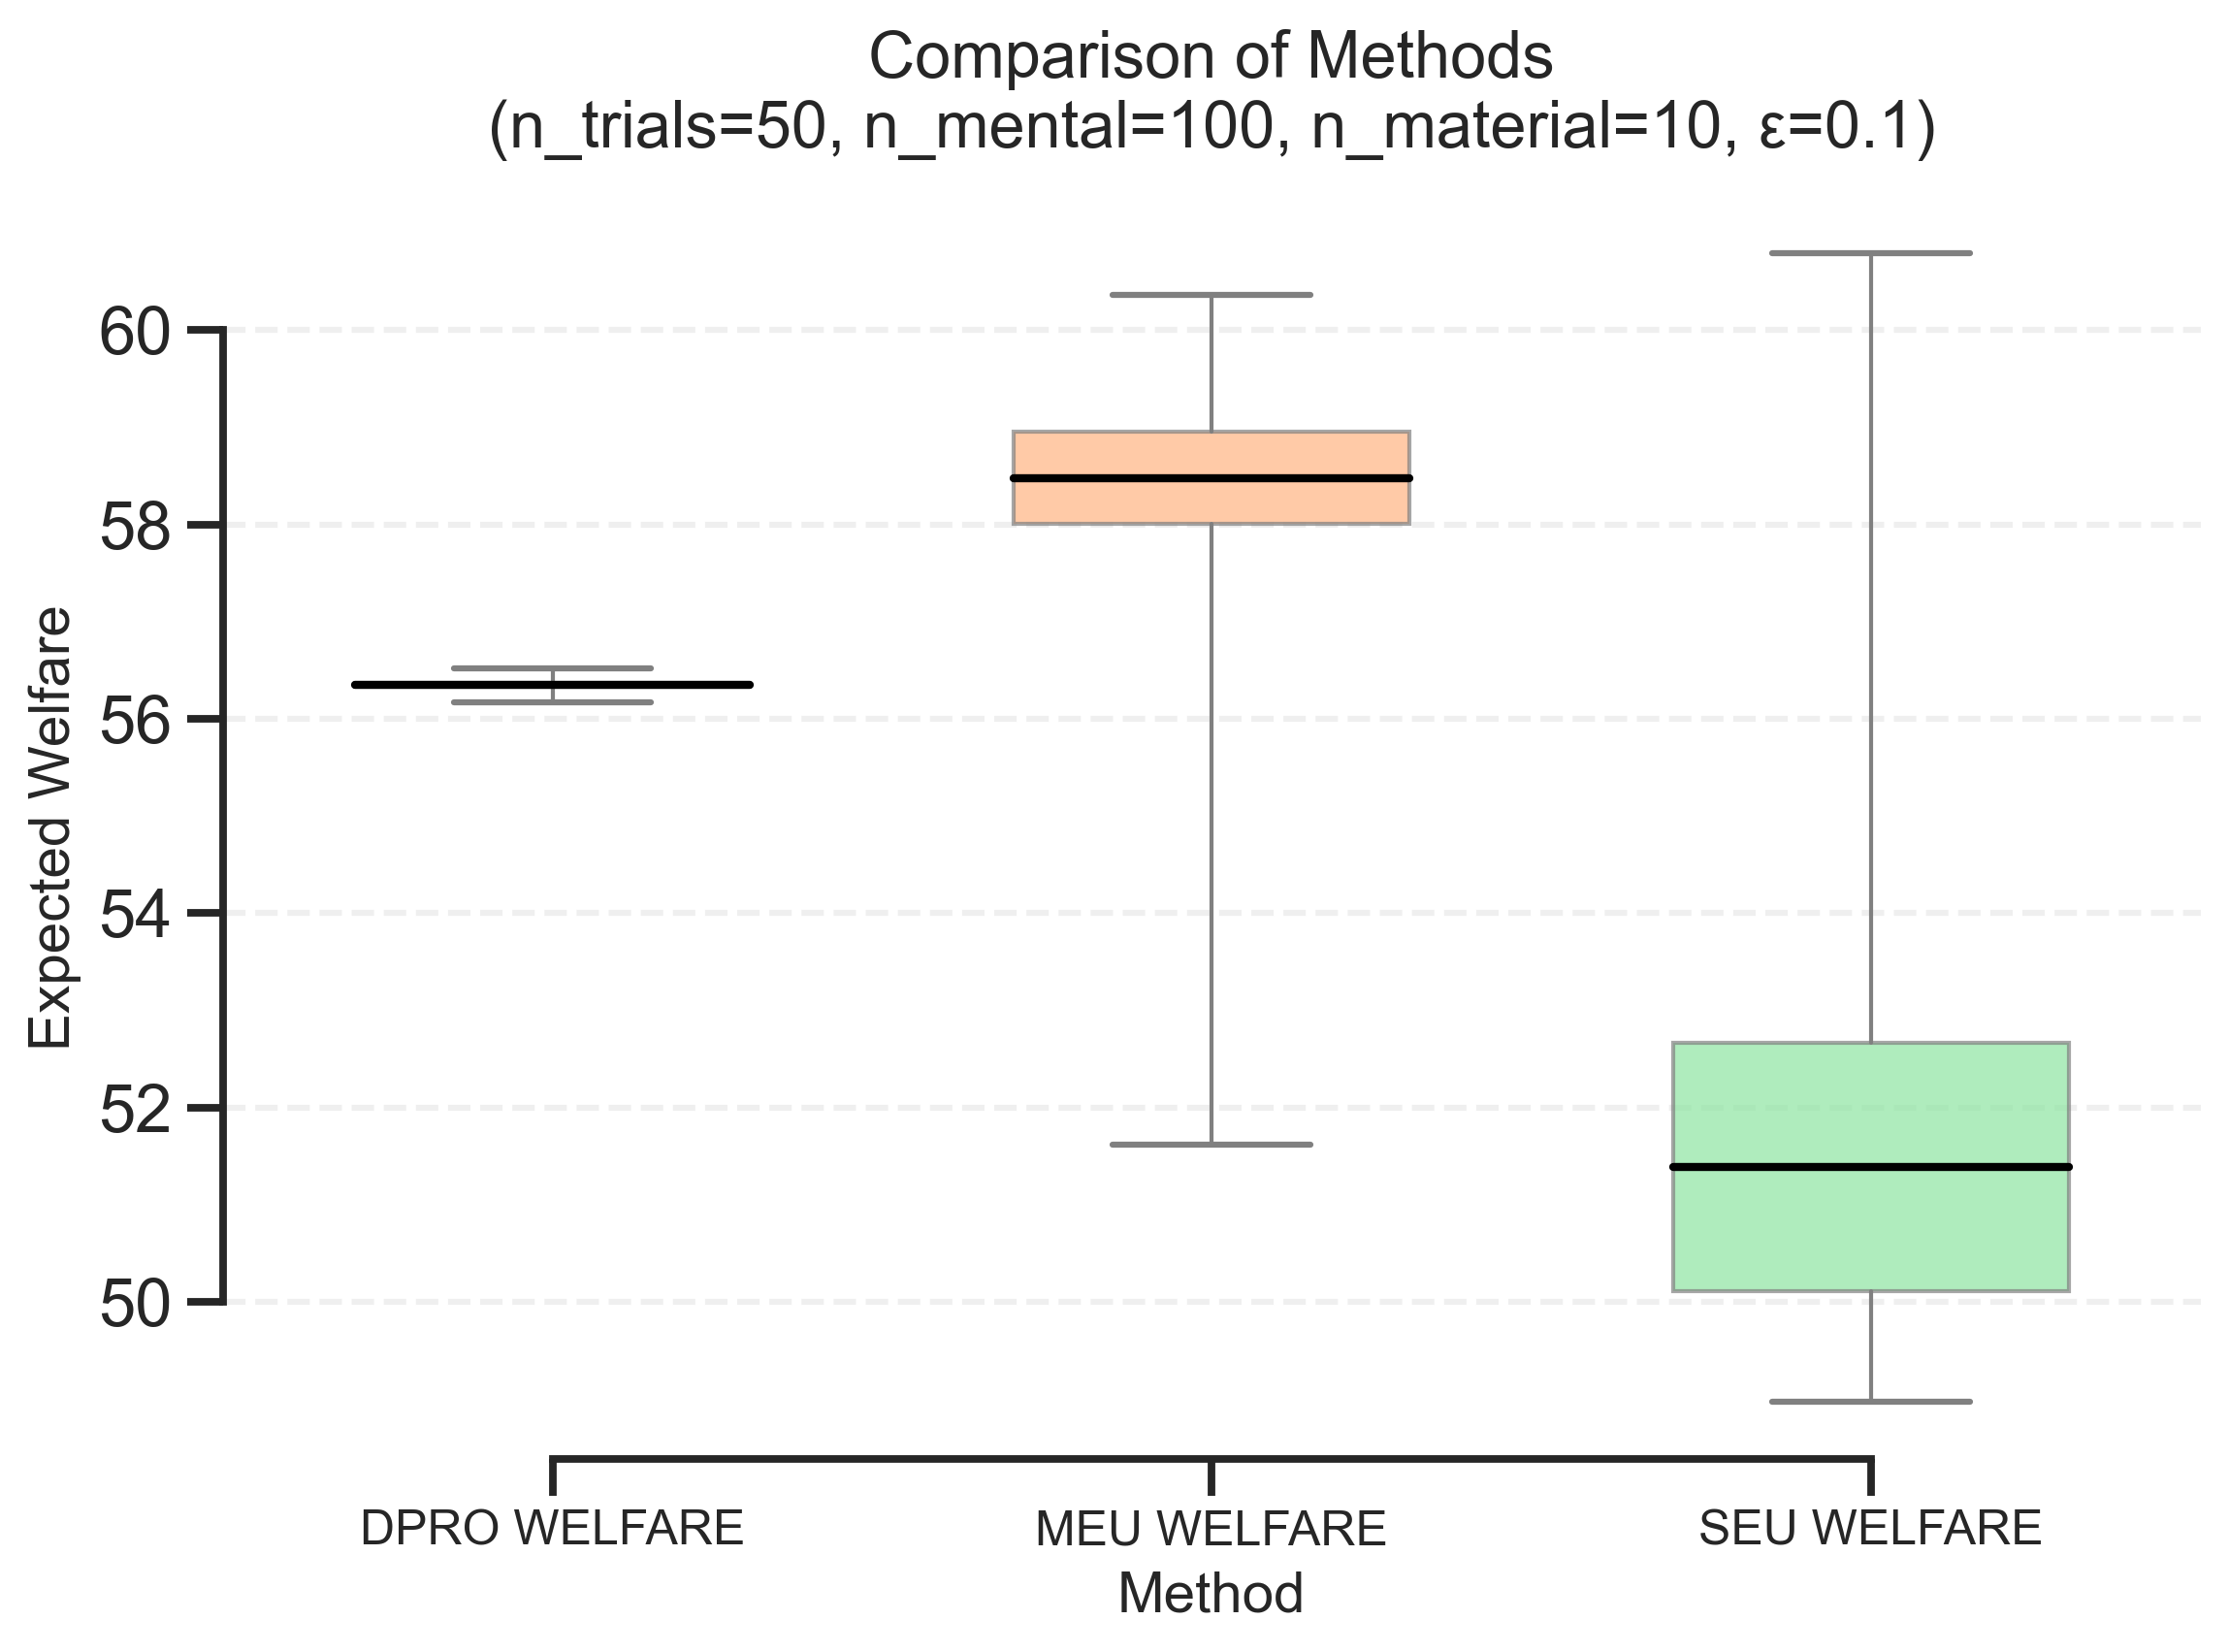 Comparison of Methods
(n_trials=50, n_mental=100, n_material=10, ε=0.1)
60
58
56
54
52
50
Expected Welfare
DPRO WELFARE
MEU WELFARE
SEU WELFARE
Method